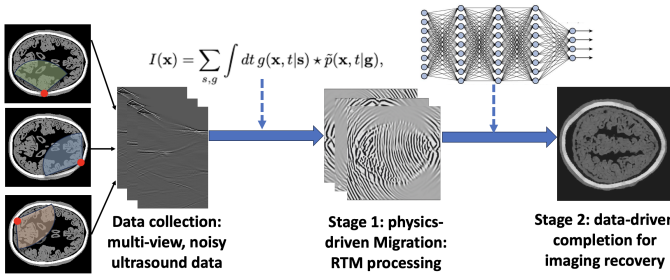 I(x) = ∑_{s,g} ∫ dt g(x, t|s) ⋆ p̃(x, t|g),
Data collection:
multi-view, noisy
ultrasound data
Stage 1: physics-
driven Migration:
RTM processing
Stage 2: data-driven
completion for
imaging recovery